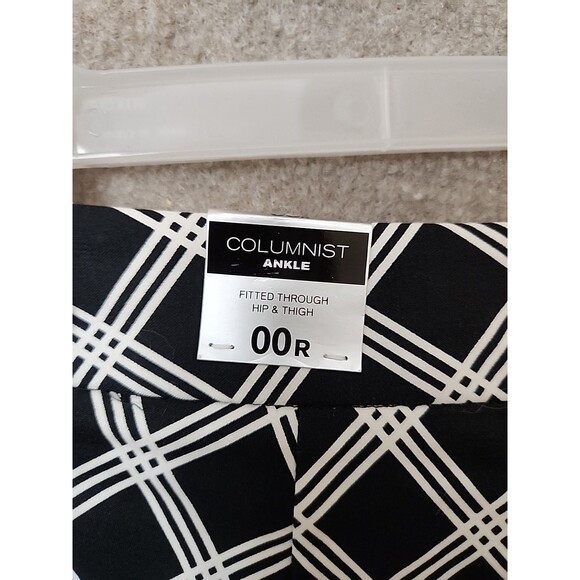 COLUMNIST
ANKLE
FITTED THROUGH
HIP & THIGH
00R